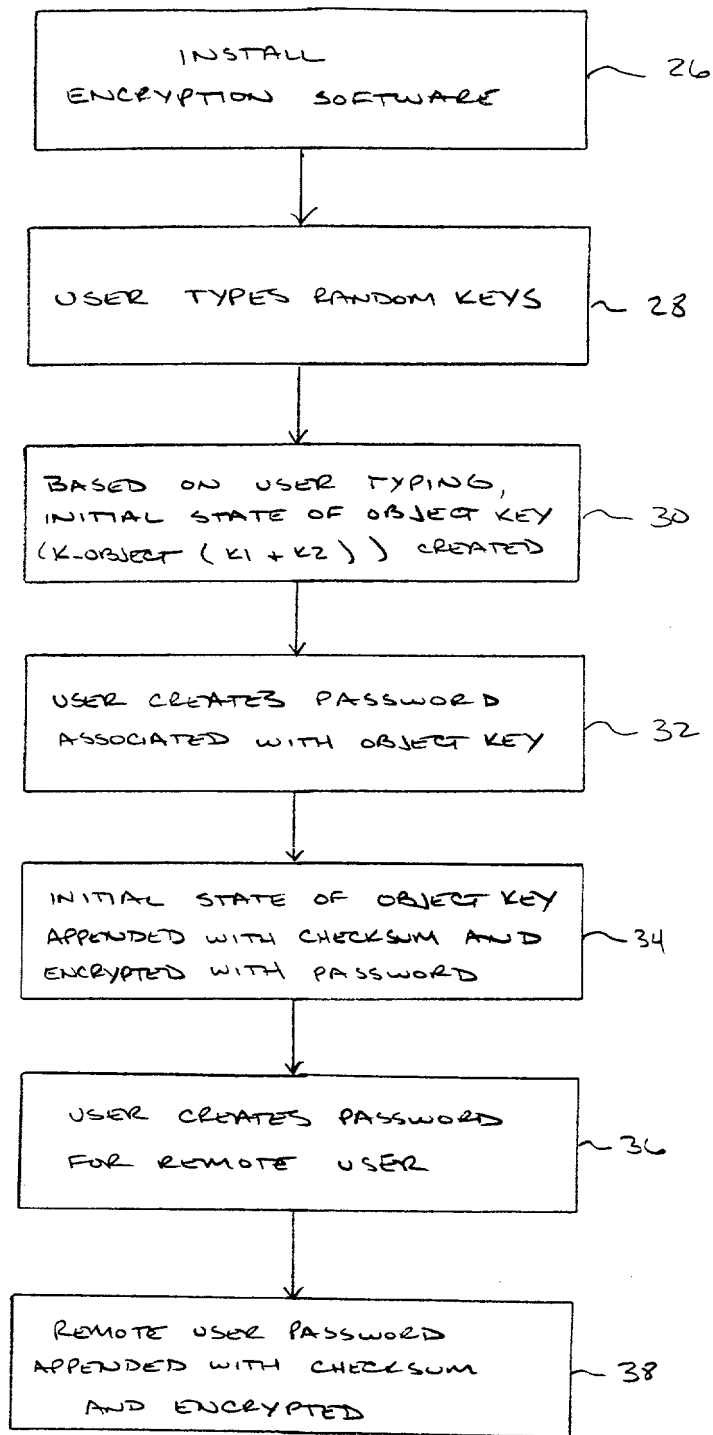 INSTALL
ENCRYPTION SOFTWARE
26
USER TYPES RANDOM KEYS
28
BASED ON USER TYPING,
INITIAL STATE OF OBJECT KEY
(K-OBJECT (K1 + K2)) CREATED
30
USER CREATES PASSWORD
ASSOCIATED WITH OBJECT KEY
32
INITIAL STATE OF OBJECT KEY
APPENDED WITH CHECKSUM AND
ENCRYPTED WITH PASSWORD
34
USER CREATES PASSWORD
FOR REMOTE USER
36
REMOTE USER PASSWORD
APPENDED WITH CHECKSUM
AND ENCRYPTED
38